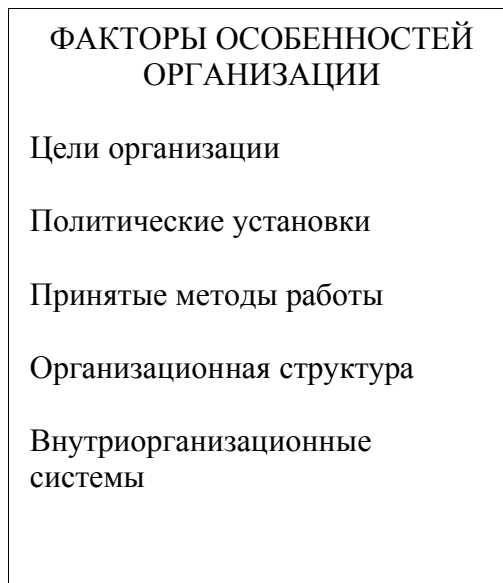 ФАКТОРЫ ОСОБЕННОСТЕЙ
ОРГАНИЗАЦИИ
Цели организации
Политические установки
Принятые методы работы
Организационная структура
Внутриорганизационные
системы